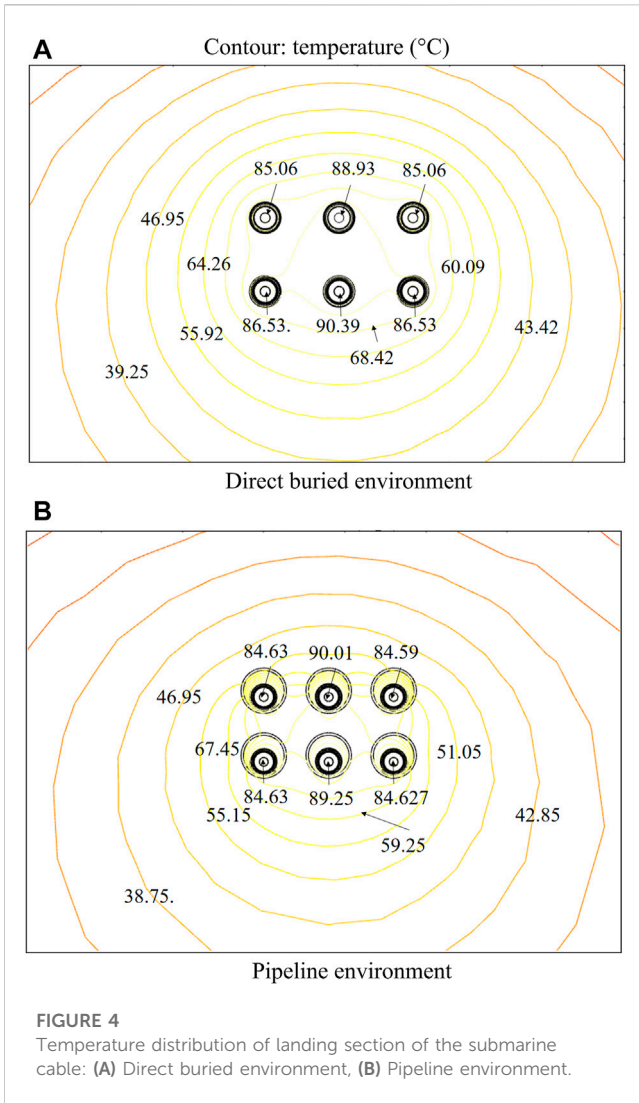 A
Contour: temperature (°C)
85.06 88.93 85.06
46.95
64.26 60.09
86.53. 90.39 86.53
55.92 43.42
68.42
39.25
Direct buried environment
B
84.63 90.01 84.59
46.95
67.45 51.05
84.63 89.25 84.627
55.15 42.85
59.25
38.75.
Pipeline environment
FIGURE 4
Temperature distribution of landing section of the submarine
cable: (A) Direct buried environment, (B) Pipeline environment.